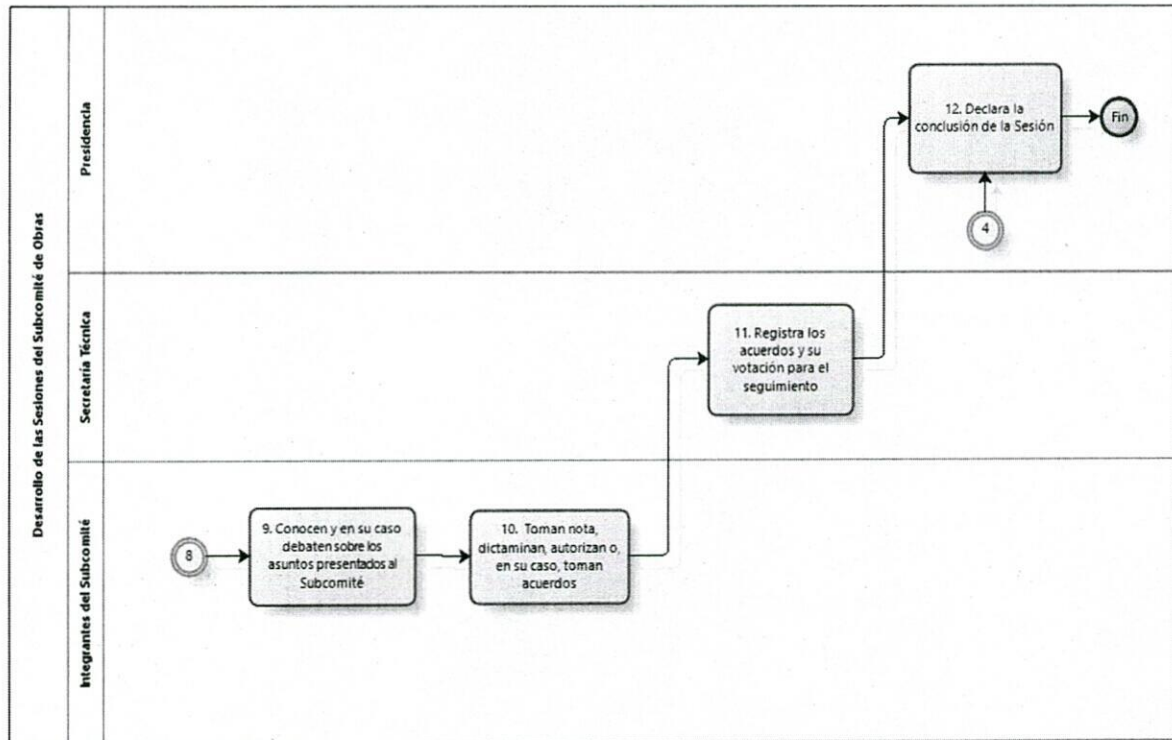 Desarrollo de las Sesiones del Subcomité de Obras
Presidencia
12. Declara la
conclusión de la Sesión
Fin
4
Secretaría Técnica
11. Registra los
acuerdos y su
votación para el
seguimiento
Integrantes del Subcomité
8
9. Conocen y en su caso
debaten sobre los
asuntos presentados al
Subcomité
10. Toman nota,
dictaminan, autorizan o,
en su caso, toman
acuerdos